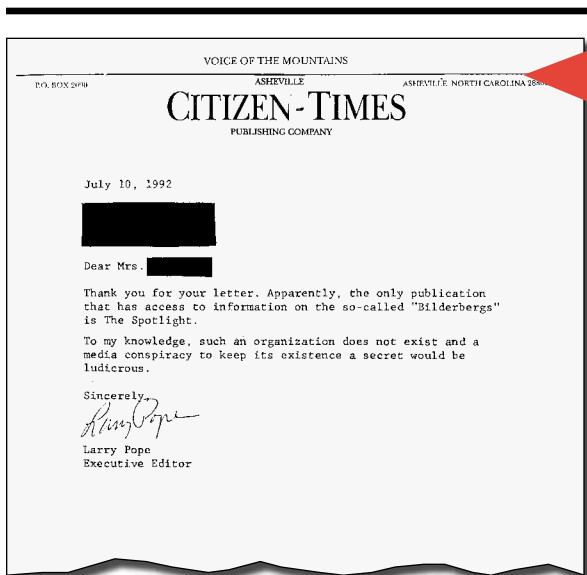 VOICE OF THE MOUNTAINS
P.O. BOX 2090
ASHEVILLE
ASHEVILLE NORTH CAROLINA
CITIZEN-TIMES
PUBLISHING COMPANY
July 10, 1992
Dear Mrs.
Thank you for your letter. Apparently, the only publication
that has access to information on the so-called "Bilderbergs"
is The Spotlight.
To my knowledge, such an organization does not exist and a
media conspiracy to keep its existence a secret would be
ludicrous.
Sincerely,
Larry Pope
Larry Pope
Executive Editor